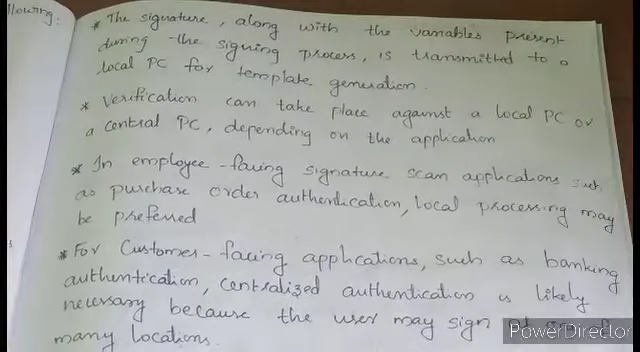 llowing:
* The signature, along with the variables present
during the signing process, is transmitted to a
local PC for template generation.
* Verification can take place against a local PC or
a central PC, depending on the application
* In employee-facing signature scan applications such
as purchase order authentication, local processing may
be preferred
* For Customer-facing applications, such as banking
authentication, centralized authentication is likely
necessary because the user may sign at
many locations.
PowerDirector